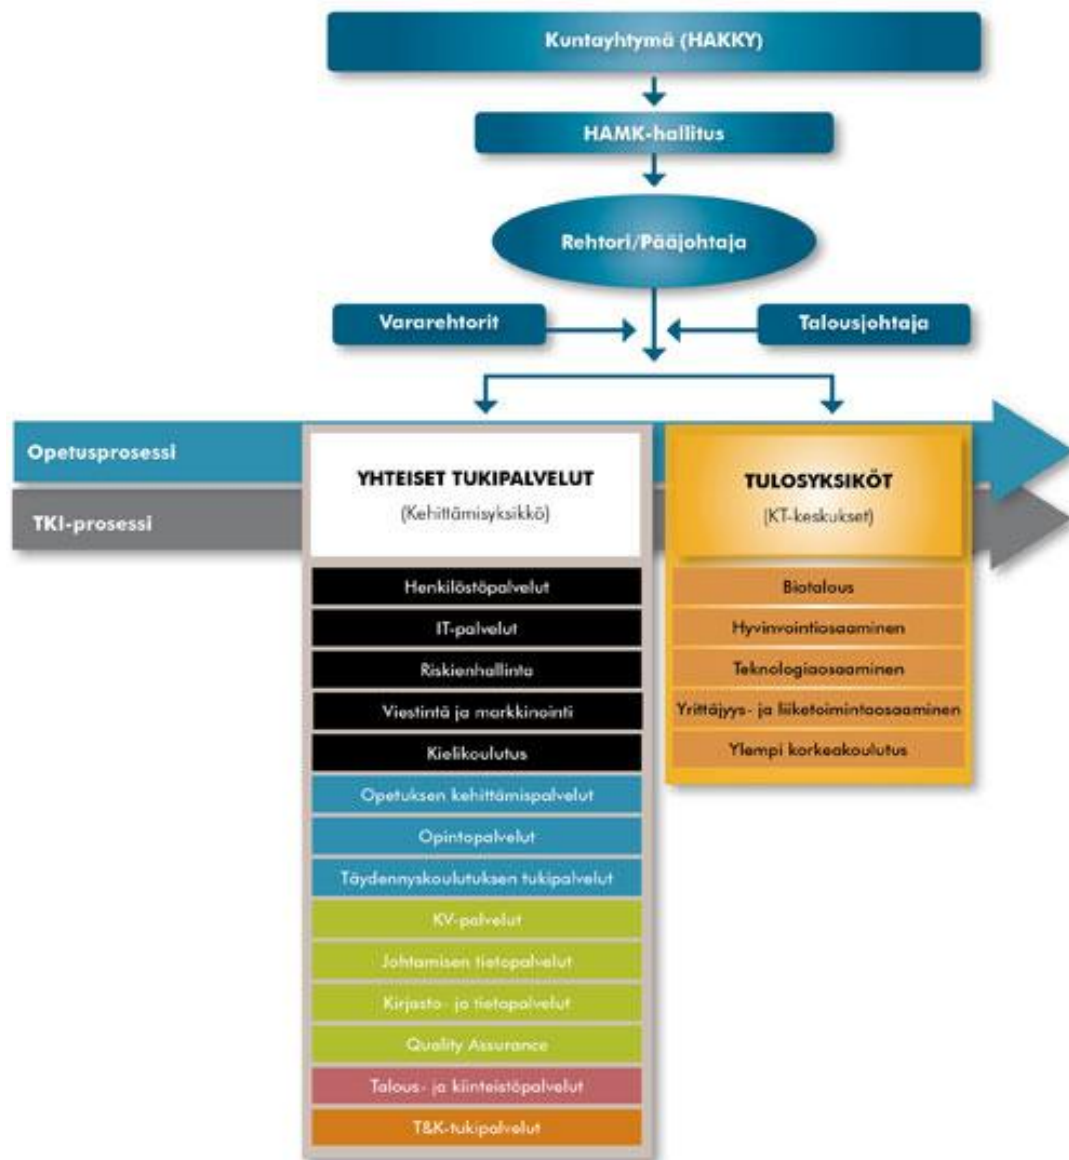 Kuntayhtymä (HAKKY)
HAMK-hallitus
Rehtori/Pääjohtaja
Vararehtorit
Talousjohtaja
Opetusprosessi
TKI-prosessi
YHTEISET TUKIPALVELUT
(Kehittämisyksikkö)
Henkilöstöpalvelut
IT-palvelut
Riskienhallinta
Viestintä ja markkinointi
Kielikoulutus
Opetuksen kehittämispalvelut
Opintopalvelut
Täydennyskoulutuksen tukipalvelut
KV-palvelut
Johtamisen tietopalvelut
Kirjasto- ja tietopalvelut
Quality Assurance
Talous- ja kiinteistöpalvelut
T&K-tukipalvelut
TULOSYKSIKÖT
(KT-keskukset)
Biotalous
Hyvinvointiosaaminen
Teknologiaosaaminen
Yrittäjyys- ja liiketoimintaosaaminen
Ylempi korkeakoulutus